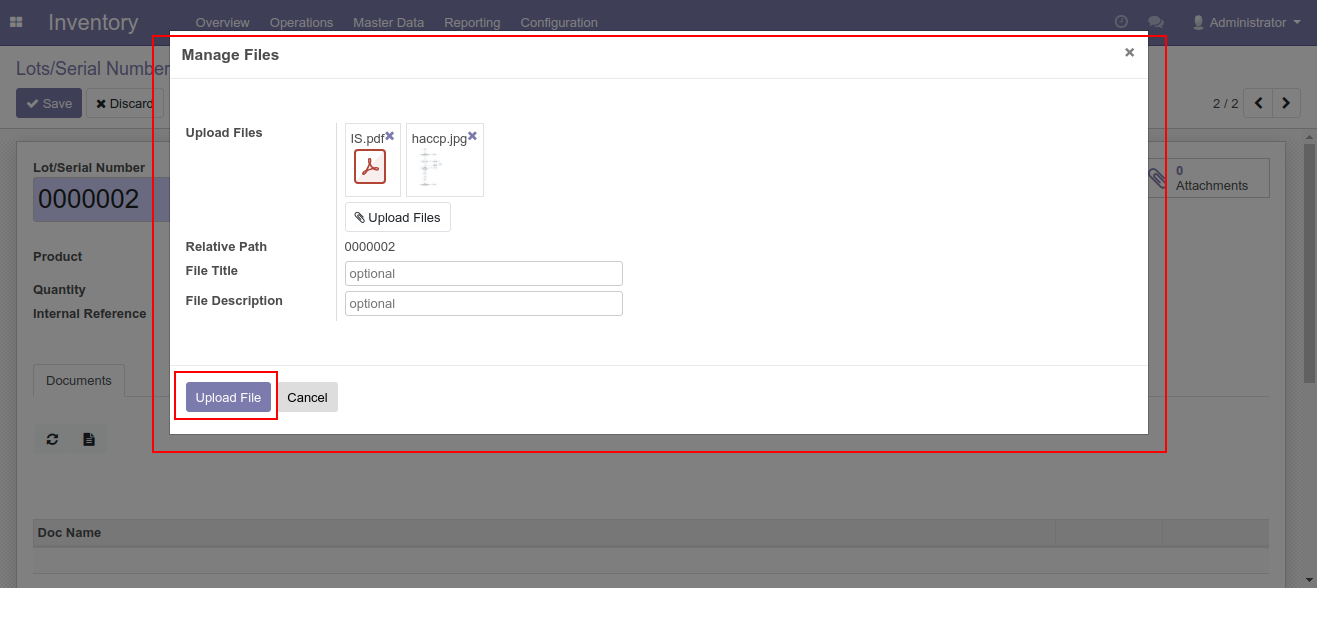 Inventory Overview Operations Master Data Reporting Configuration Administrator
Lots/Serial Number
Save Discard
2 / 2
Manage Files
Upload Files
IS.pdf haccp.jpg
Upload Files
Relative Path 0000002
File Title optional
File Description optional
Upload File Cancel
Lot/Serial Number
0000002
0
Attachments
Product
Quantity
Internal Reference
Documents
Doc Name